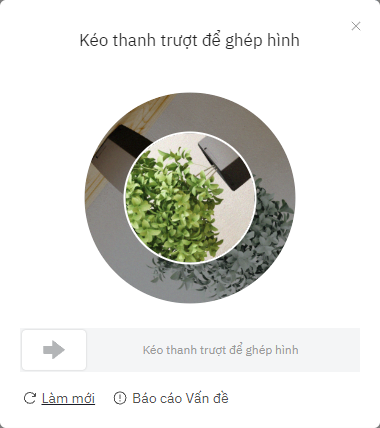 Kéo thanh trượt để ghép hình
Kéo thanh trượt để ghép hình
Làm mới
Báo cáo Vấn đề